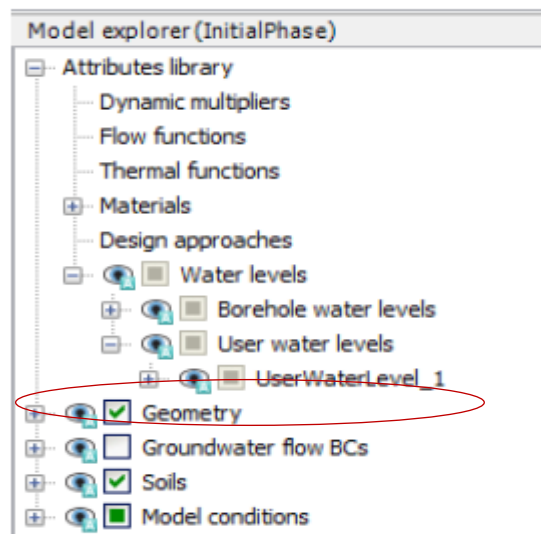 Model explorer (InitialPhase)
Attributes library
Dynamic multipliers
Flow functions
Thermal functions
Materials
Design approaches
Water levels
Borehole water levels
User water levels
UserWaterLevel_1
Geometry
Groundwater flow BCs
Soils
Model conditions